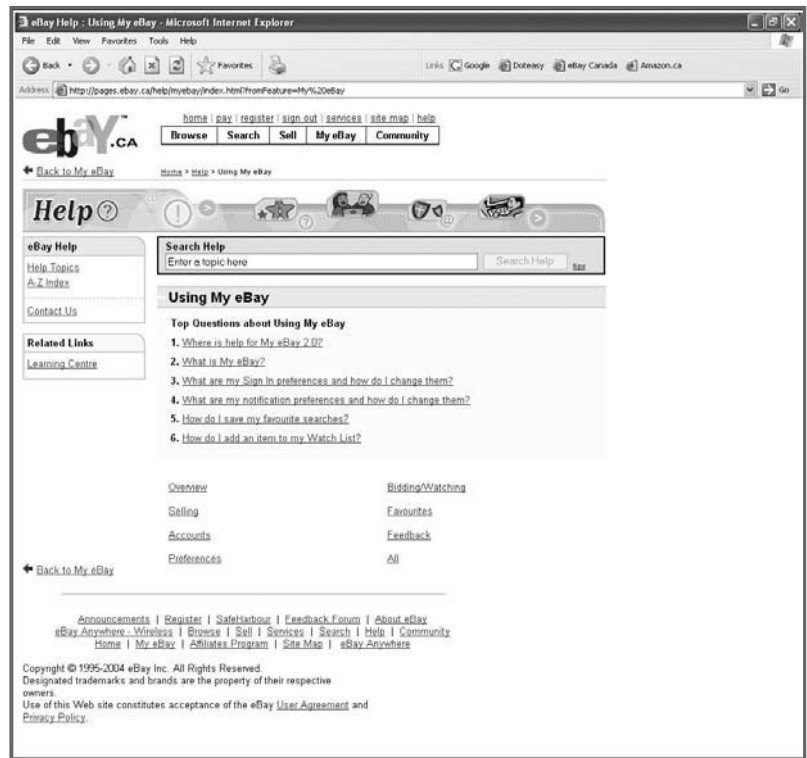 eBay Help : Using My eBay - Microsoft Internet Explorer
File Edit View Favorites Tools Help
Back Favorites Links Google Doteasy eBay Canada Amazon.ca
Address http://pages.ebay.ca/help/myebay/index.html?fromFeature=My%20eBay Go
home | pay | register | sign out | services | site map | help
ebY.CA™
Browse Search Sell My eBay Community
Back to My eBay Home > Help > Using My eBay
Help ?
eBay Help
Help Topics
A-Z Index
Contact Us
Related Links
Learning Centre
Search Help
Enter a topic here Search Help tips
Using My eBay
Top Questions about Using My eBay
1. Where is help for My eBay 2.0?
2. What is My eBay?
3. What are my Sign In preferences and how do I change them?
4. What are my notification preferences and how do I change them?
5. How do I save my favourite searches?
6. How do I add an item to my Watch List?
Overview Bidding/Watching
Selling Favourites
Accounts Feedback
Preferences All
Back to My eBay
Announcements | Register | SafeHarbour | Feedback Forum | About eBay
eBay Anywhere - Wireless | Browse | Sell | Services | Search | Help | Community
Home | My eBay | Affiliates Program | Site Map | eBay Anywhere
Copyright © 1995-2004 eBay Inc. All Rights Reserved.
Designated trademarks and brands are the property of their respective
owners.
Use of this Web site constitutes acceptance of the eBay User Agreement and
Privacy Policy.